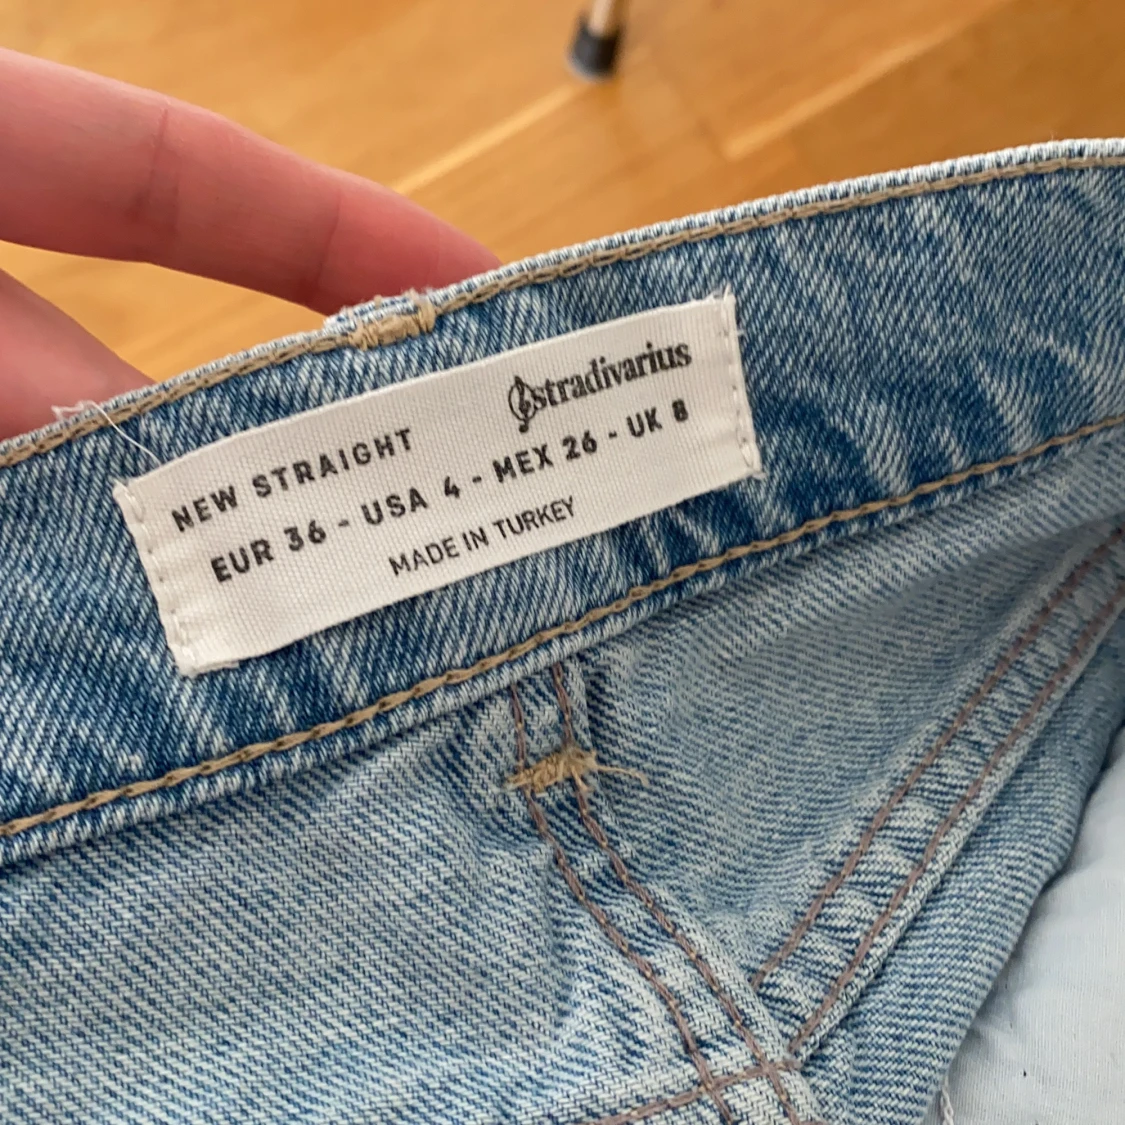 stradivarius
NEW STRAIGHT
EUR 36 - USA 4 - MEX 26 - UK 8
MADE IN TURKEY